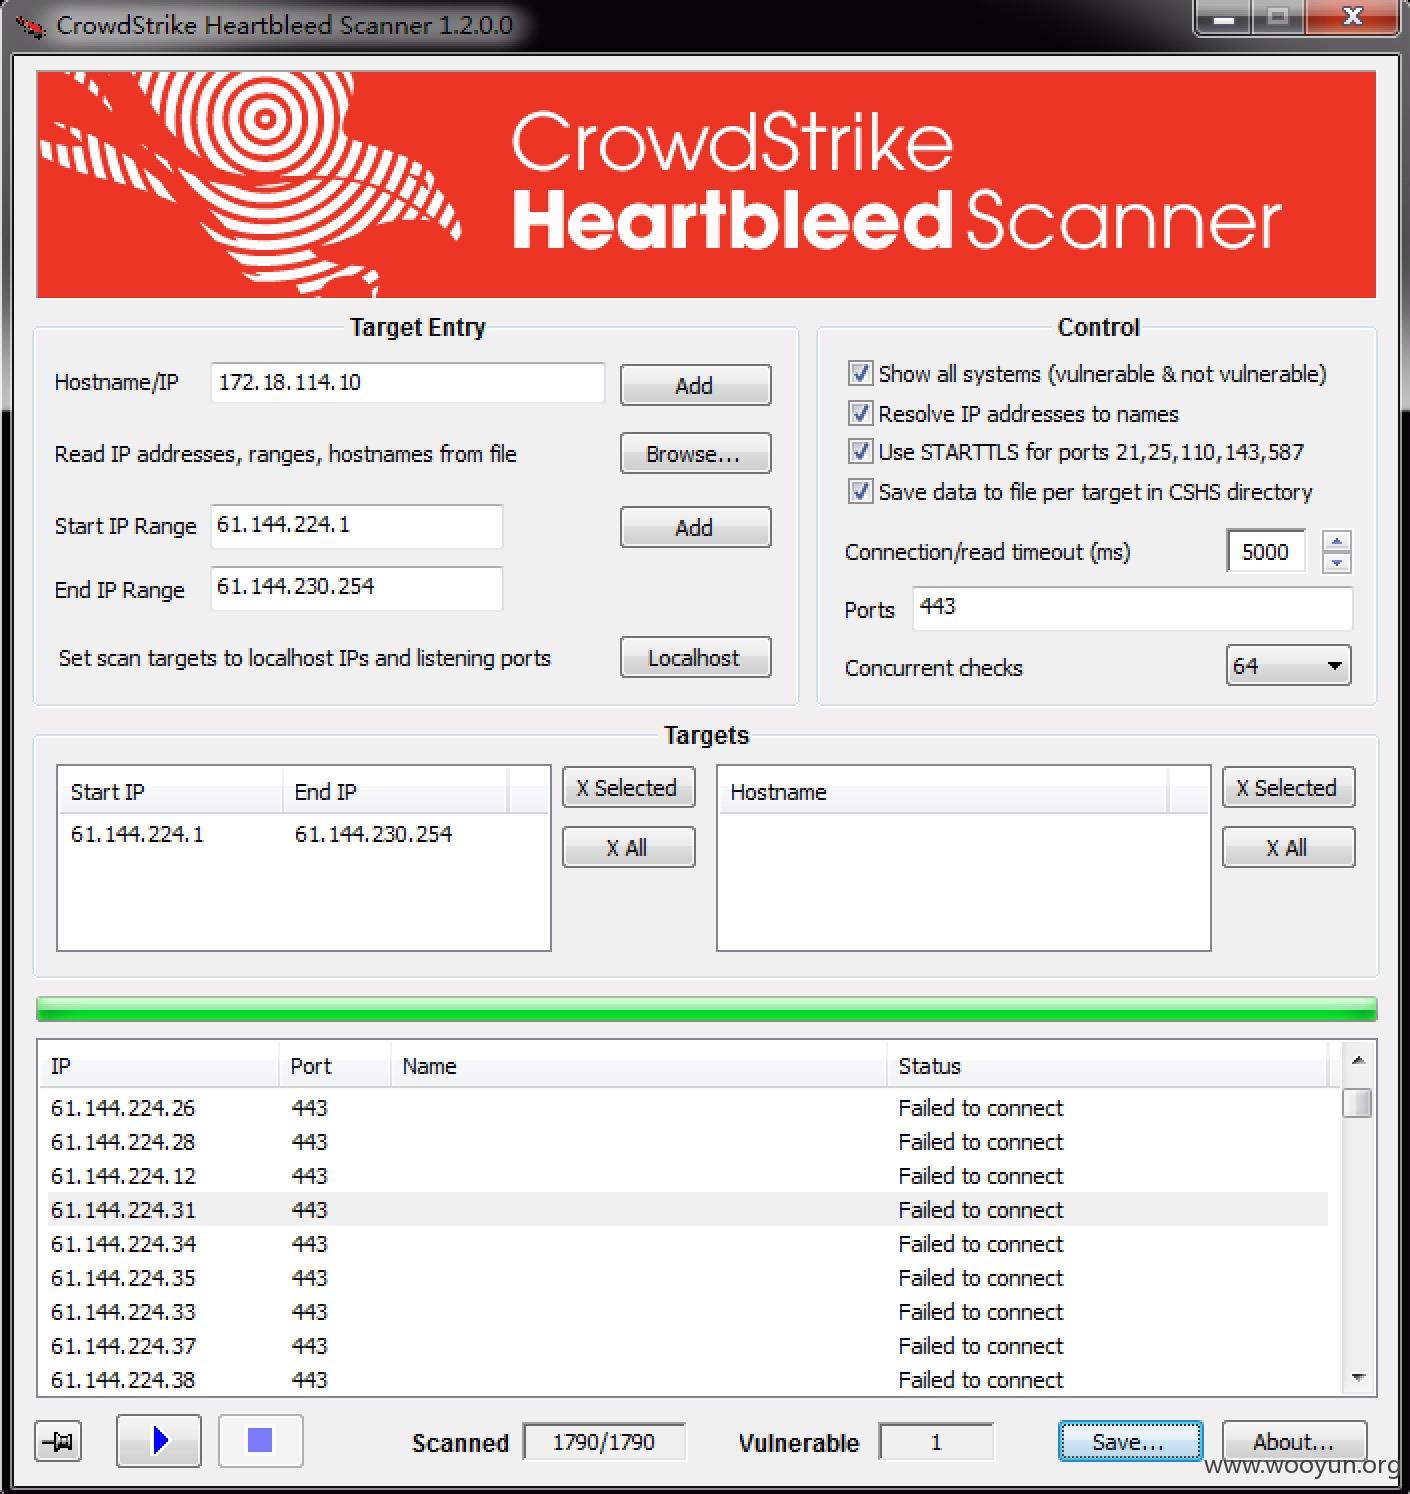 CrowdStrike Heartbleed Scanner 1.2.0.0
CrowdStrike
Heartbleed Scanner
Target Entry
Hostname/IP 172.18.114.10 Add
Read IP addresses, ranges, hostnames from file Browse...
Start IP Range 61.144.224.1 Add
End IP Range 61.144.230.254
Set scan targets to localhost IPs and listening ports Localhost
Control
Show all systems (vulnerable & not vulnerable)
Resolve IP addresses to names
Use STARTTLS for ports 21,25,110,143,587
Save data to file per target in CSHS directory
Connection/read timeout (ms) 5000
Ports 443
Concurrent checks 64
Targets
Start IP End IP
61.144.224.1 61.144.230.254
X Selected
X All
Hostname
X Selected
X All
IP Port Name Status
61.144.224.26 443 Failed to connect
61.144.224.28 443 Failed to connect
61.144.224.12 443 Failed to connect
61.144.224.31 443 Failed to connect
61.144.224.34 443 Failed to connect
61.144.224.35 443 Failed to connect
61.144.224.33 443 Failed to connect
61.144.224.37 443 Failed to connect
61.144.224.38 443 Failed to connect
Scanned 1790/1790 Vulnerable 1 Save... About...
www.wooyun.org